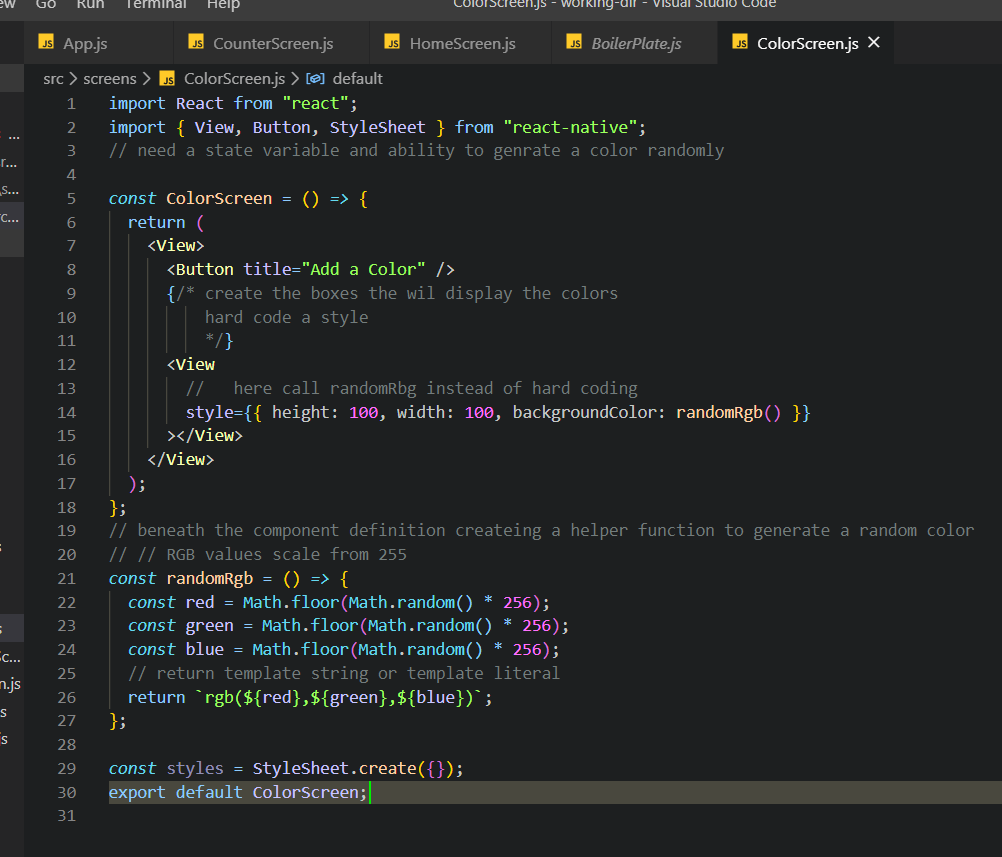 Go Run Terminal Help ColorScreen.js - working-dir - Visual Studio Code
JS App.js JS CounterScreen.js JS HomeScreen.js JS BoilerPlate.js JS ColorScreen.js ×
src > screens > JS ColorScreen.js > default
1 import React from "react";
2 import { View, Button, StyleSheet } from "react-native";
3 // need a state variable and ability to genrate a color randomly
4
5 const ColorScreen = () => {
6 return (
7 <View>
8 <Button title="Add a Color" />
9 {/* create the boxes the wil display the colors
10 hard code a style
11 */}
12 <View
13 //   here call randomRbg instead of hard coding
14 style={{ height: 100, width: 100, backgroundColor: randomRgb() }}
15 ></View>
16 </View>
17 );
18 };
19 // beneath the component definition createing a helper function to generate a random color
20 // // RGB values scale from 255
21 const randomRgb = () => {
22 const red = Math.floor(Math.random() * 256);
23 const green = Math.floor(Math.random() * 256);
24 const blue = Math.floor(Math.random() * 256);
25 // return template string or template literal
26 return `rgb(${red},${green},${blue})`;
27 };
28
29 const styles = StyleSheet.create({});
30 export default ColorScreen;
31